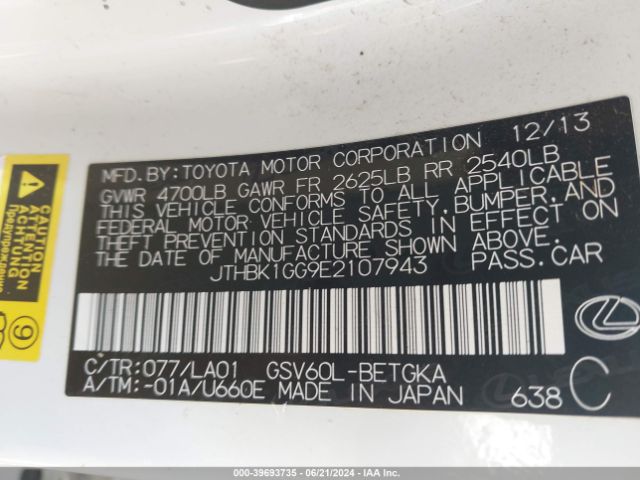 MFD. BY: TOYOTA MOTOR CORPORATION 12/13
GVWR 4700LB GAWR FR 2625LB RR 2540LB
THIS VEHICLE CONFORMS TO ALL APPLICABLE
FEDERAL MOTOR VEHICLE SAFETY, BUMPER, AND
THEFT PREVENTION STANDARDS IN EFFECT ON
THE DATE OF MANUFACTURE SHOWN ABOVE.
JTHBK1GG9E2107943 PASS. CAR
C/TR: 077/LA01 GSV60L-BETGKA
A/TM: -01A/U660E MADE IN JAPAN 638 C
CAUTION
ATTENTION
ACHTUNG
Предупреждение
9
000-39693735 - 06/21/2024 - IAA, Inc.